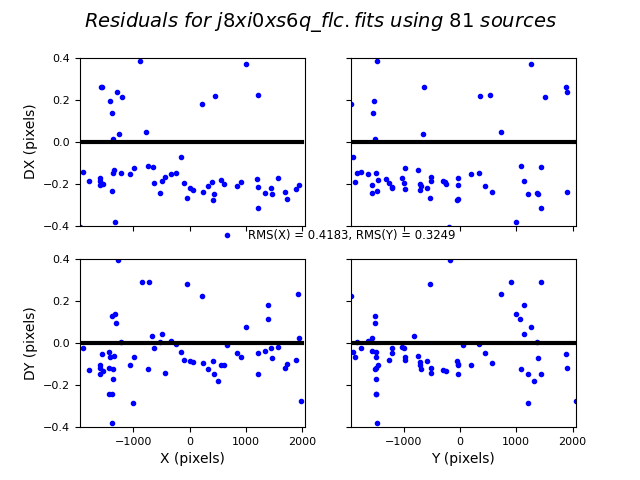 Residuals for j8xi0xs6q_flc.fits using 81 sources
0.4
0.2
0.0
−0.2
−0.4
DX (pixels)
RMS(X) = 0.4183, RMS(Y) = 0.3249
0.4
0.2
0.0
−0.2
−0.4
DY (pixels)
−1000 0 1000 2000
−1000 0 1000 2000
X (pixels)
Y (pixels)